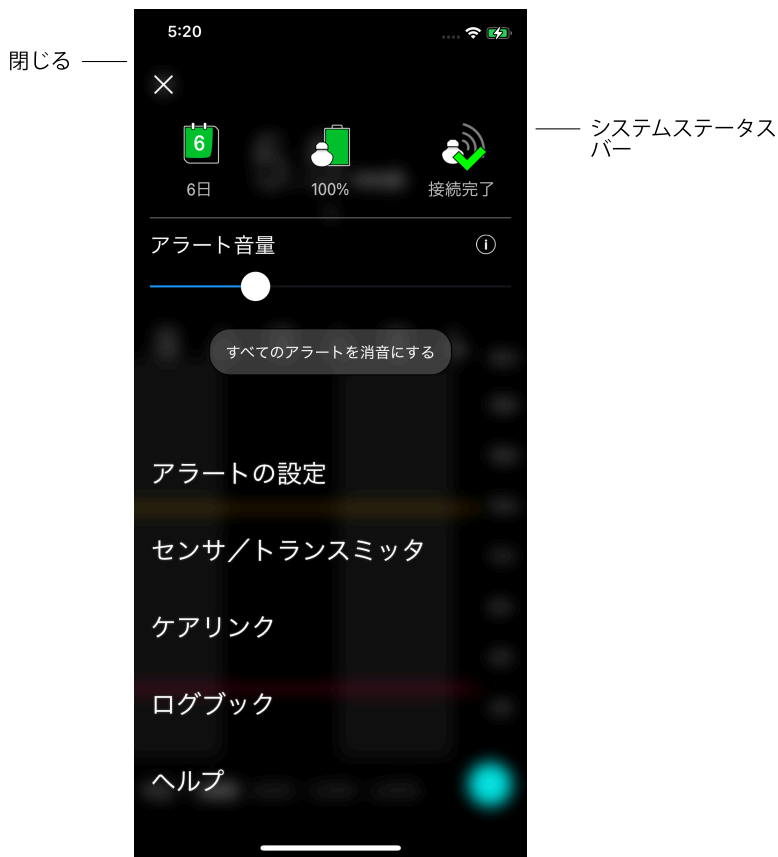 5:20
閉じる
システムステータス
バー
6
6日
100%
接続完了
アラート音量
すべてのアラートを消音にする
アラートの設定
センサ／トランスミッタ
ケアリンク
ログブック
ヘルプ